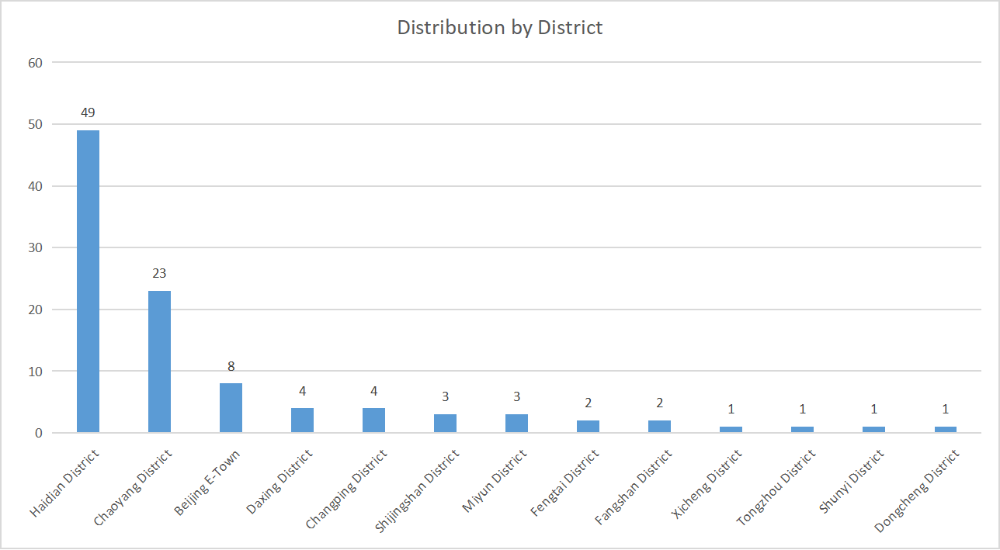 Distribution by District
60
50
40
30
20
10
0
49
23
8
4
4
3
3
2
2
1
1
1
1
Haidian District
Chaoyang District
Beijing E-Town
Daxing District
Changping District
Shijingshan District
Miyun District
Fengtai District
Fangshan District
Xicheng District
Tongzhou District
Shunyi District
Dongcheng District